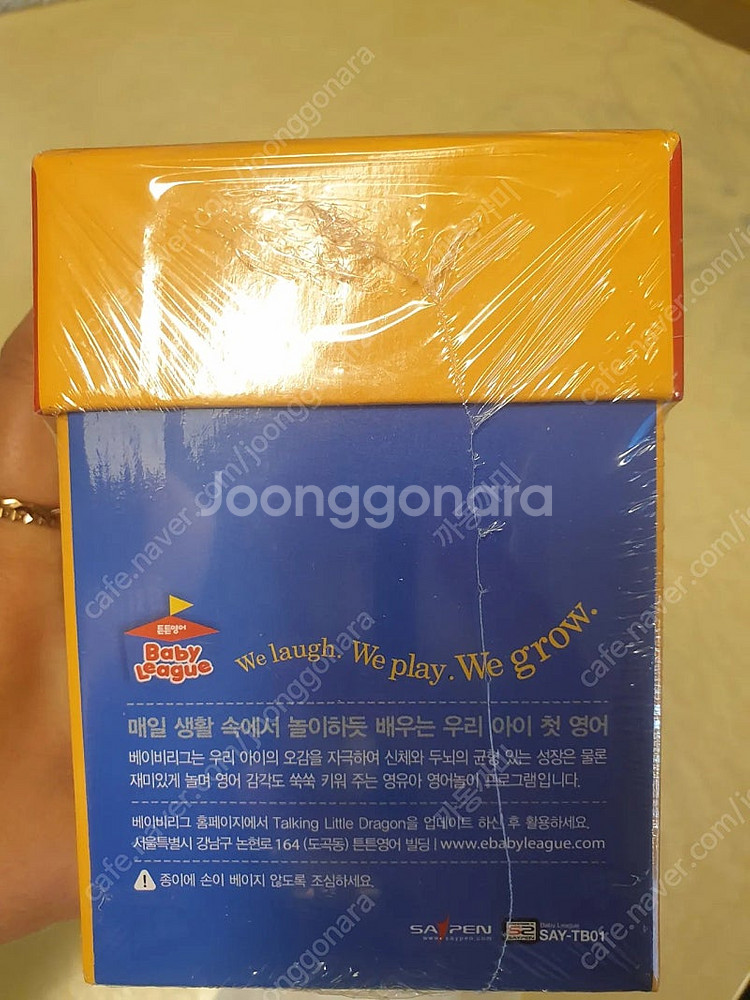 Joonggonara
튼튼영어
Baby
League
We laugh. We play. We grow.
매일 생활 속에서 놀이하듯 배우는 우리 아이 첫 영어
베이비리그는 우리 아이의 오감을 자극하여 신체와 두뇌의 균형 있는 성장은 물론
재미있게 놀며 영어 감각도 쑥쑥 키워 주는 영유아 영어놀이 프로그램입니다.
베이비리그 홈페이지에서 Talking Little Dragon을 업데이트 하신 후 활용하세요.
서울특별시 강남구 논현로 164 (도곡동) 튼튼영어 빌딩 | www.ebabyleague.com
종이에 손이 베이지 않도록 조심하세요.
SAYPEN
www.saypen.com
Baby League
SAY-TB01
cafe.naver.com/joonggonara